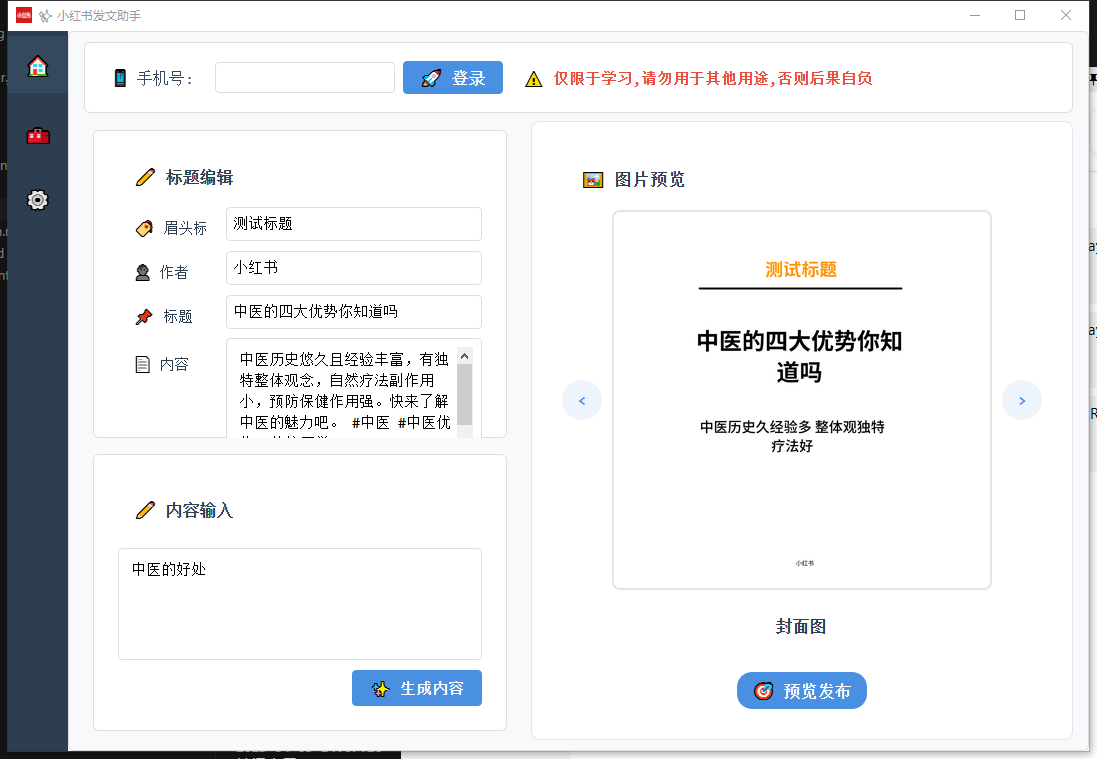 小红书发文助手
手机号:
登录
仅限于学习,请勿用于其他用途,否则后果自负
标题编辑
眉头标
测试标题
作者
小红书
标题
中医的四大优势你知道吗
内容
中医历史悠久且经验丰富，有独
特整体观念，自然疗法副作用
小，预防保健作用强。快来了解
中医的魅力吧。 #中医 #中医优
内容输入
中医的好处
生成内容
图片预览
测试标题
中医的四大优势你知
道吗
中医历史久经验多 整体观独特
疗法好
小红书
<
>
封面图
预览发布